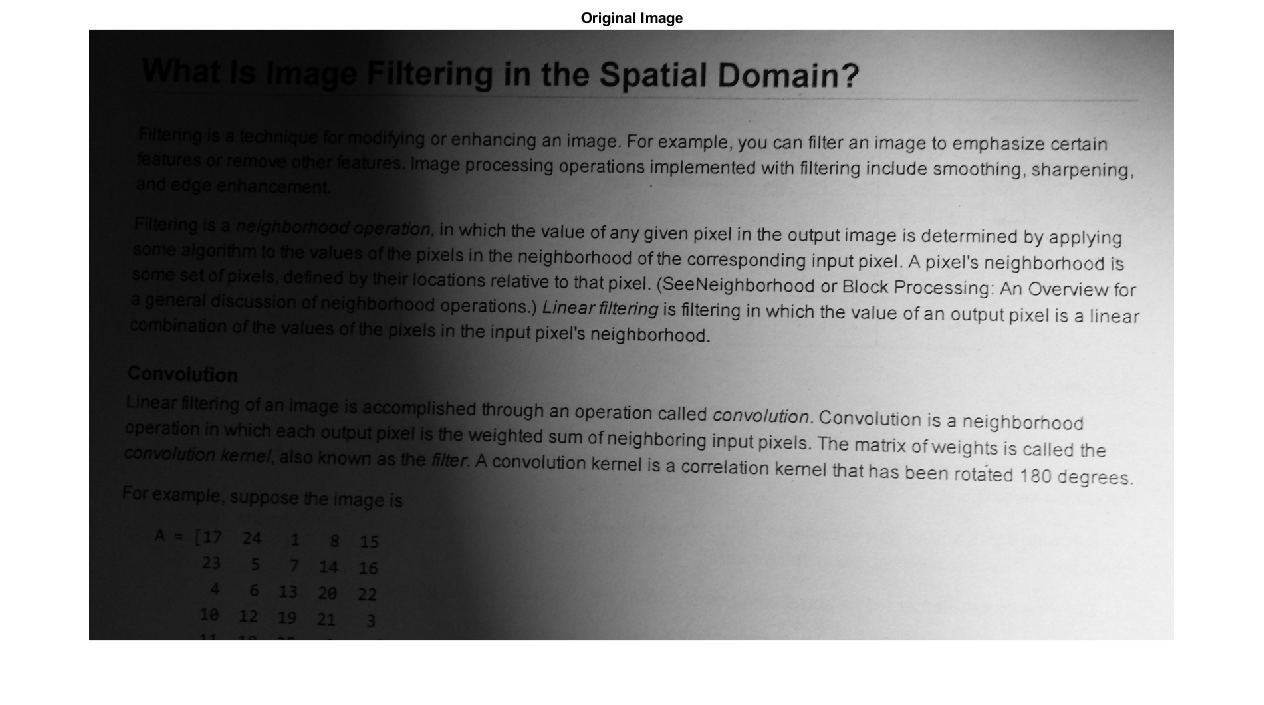 Original Image
What Is Image Filtering in the Spatial Domain?
Filtering is a technique for modifying or enhancing an image. For example, you can filter an image to emphasize certain
features or remove other features. Image processing operations implemented with filtering include smoothing, sharpening,
and edge enhancement.
Filtering is a neighborhood operation, in which the value of any given pixel in the output image is determined by applying
some algorithm to the values of the pixels in the neighborhood of the corresponding input pixel. A pixel's neighborhood is
some set of pixels, defined by their locations relative to that pixel. (SeeNeighborhood or Block Processing: An Overview for
a general discussion of neighborhood operations.) Linear filtering is filtering in which the value of an output pixel is a linear
combination of the values of the pixels in the input pixel's neighborhood.
Convolution
Linear filtering of an image is accomplished through an operation called convolution. Convolution is a neighborhood
operation in which each output pixel is the weighted sum of neighboring input pixels. The matrix of weights is called the
convolution kernel, also known as the filter. A convolution kernel is a correlation kernel that has been rotated 180 degrees.
For example, suppose the image is
A = [17 24 1 8 15
23 5 7 14 16
4 6 13 20 22
10 12 19 21 3